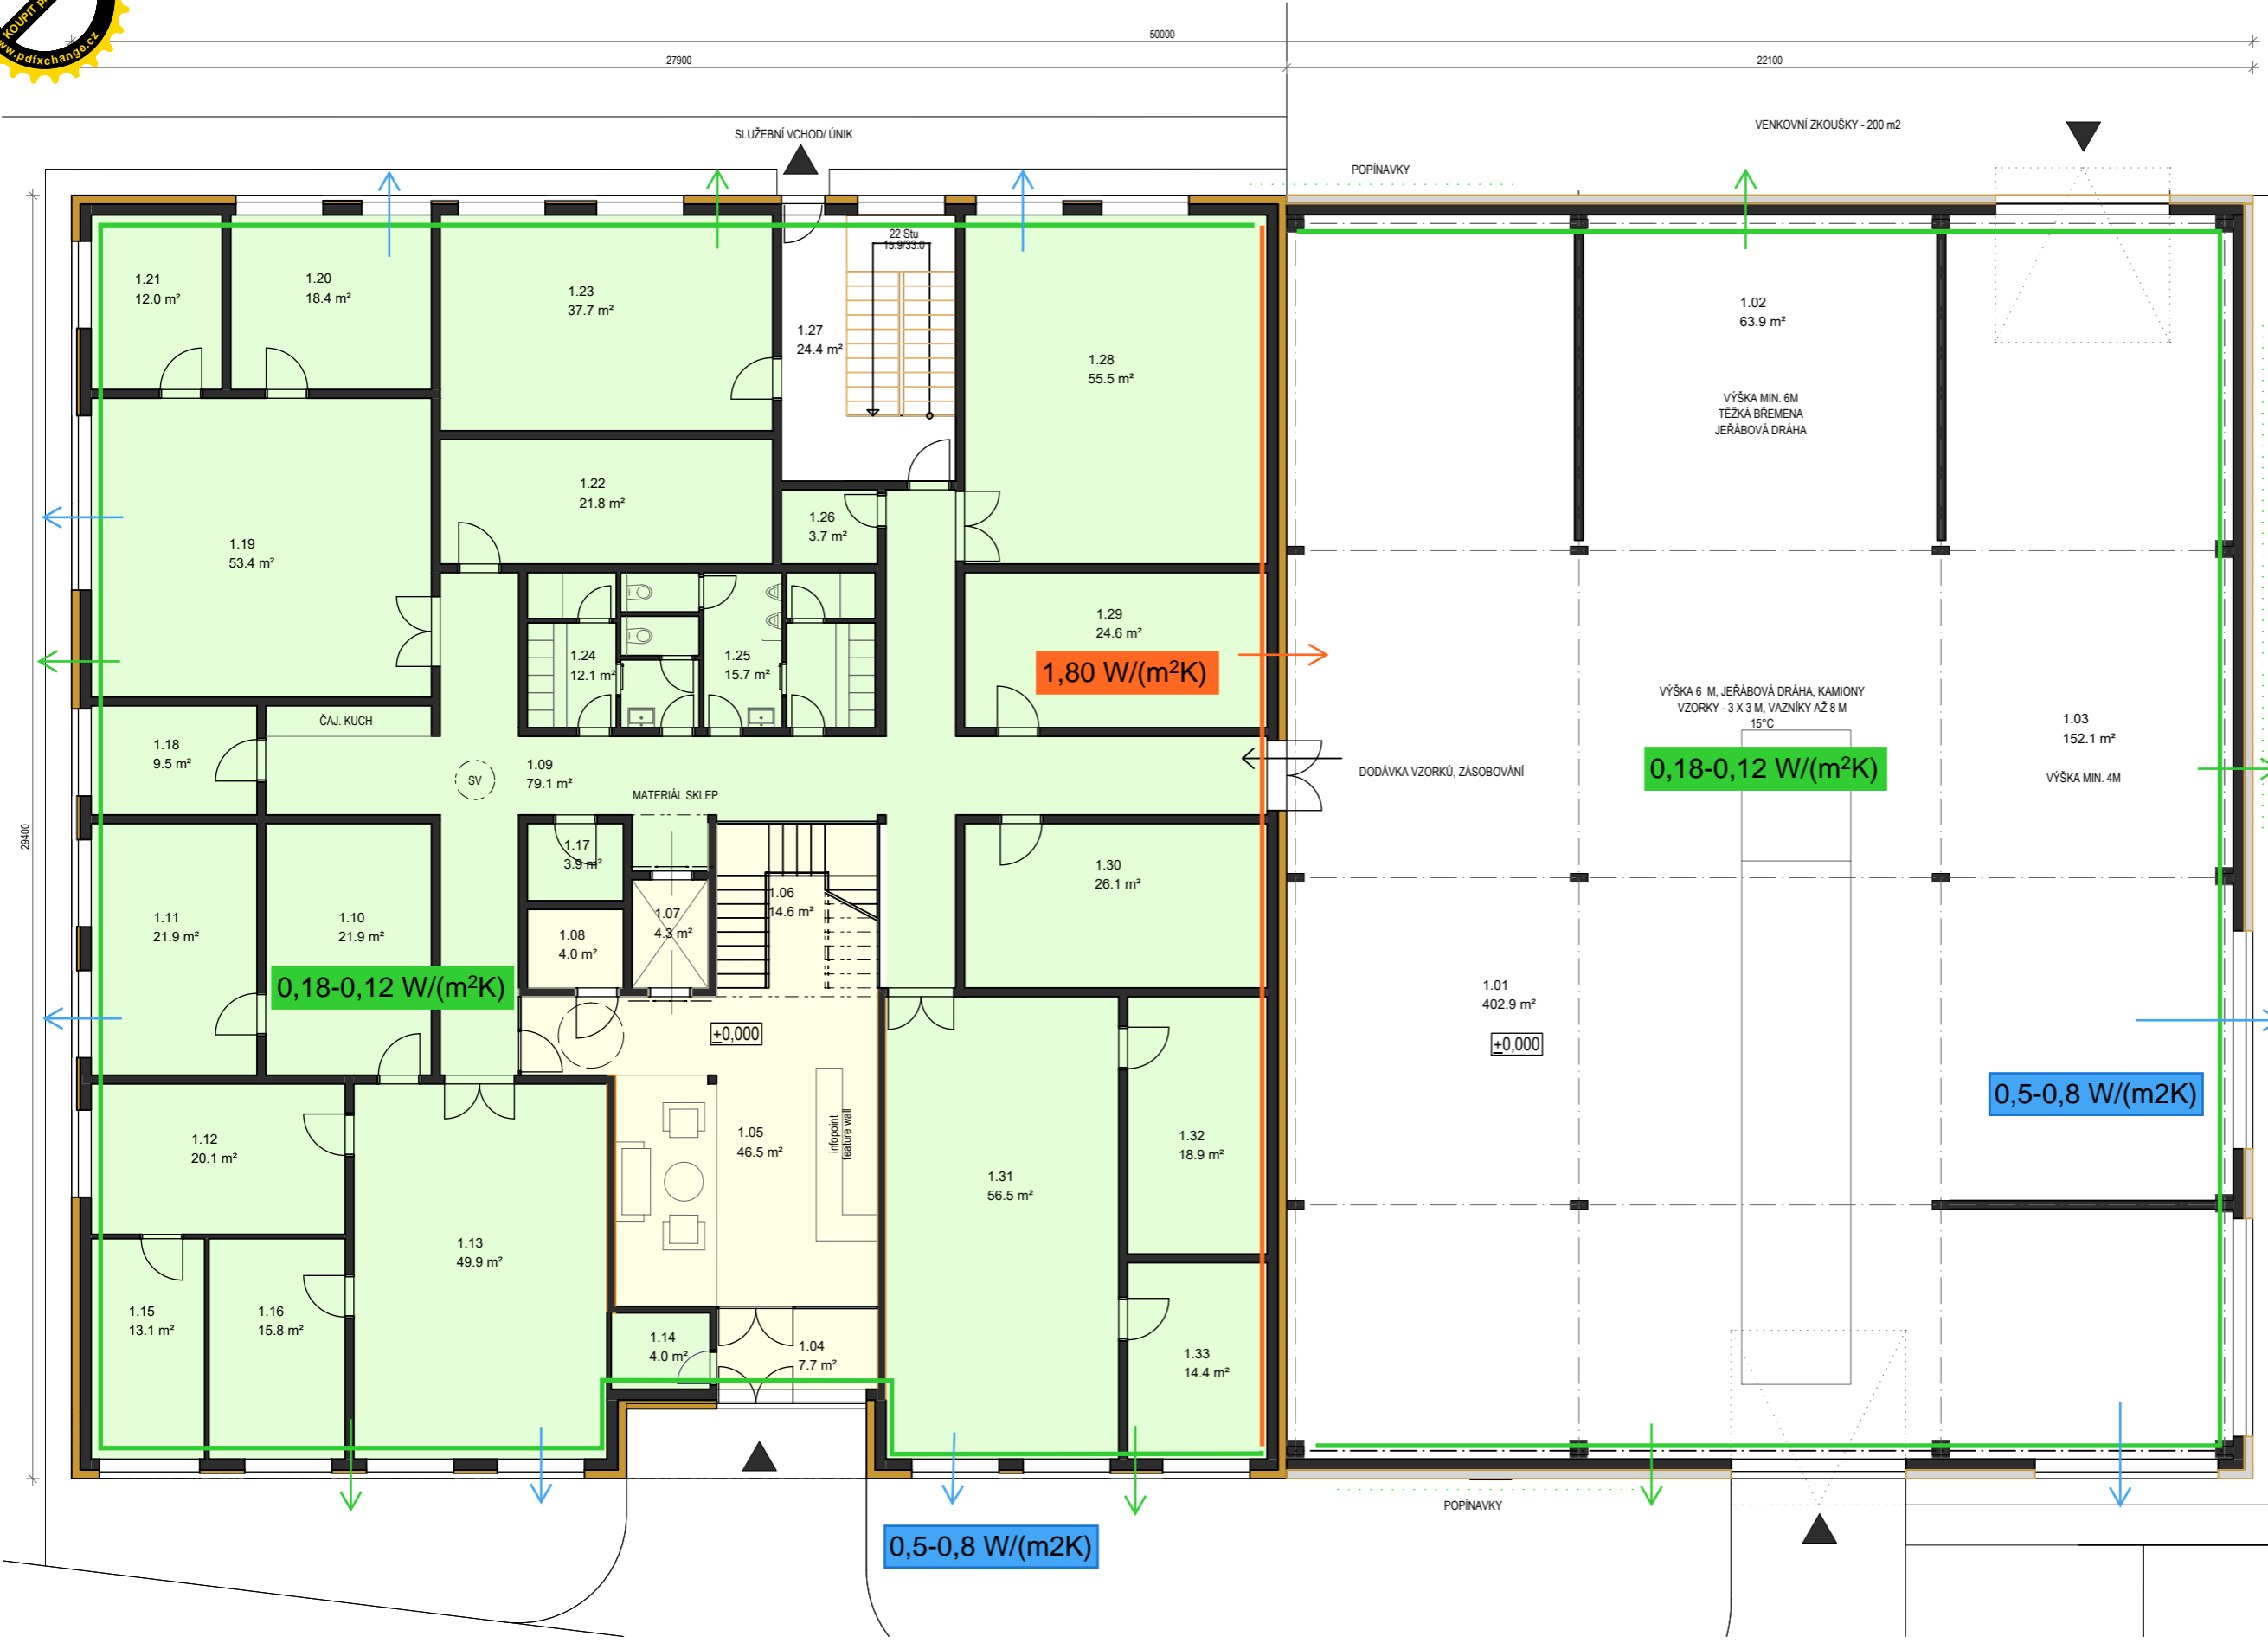 KOUPIT
www.pdfxchange.cz
50000
27900
22100
SLUŽEBNÍ VCHOD/ ÚNIK
VENKOVNÍ ZKOUŠKY - 200 m2
POPÍNAVKY
22 Stu
15.9/33.0
1.21
12.0 m²
1.20
18.4 m²
1.23
37.7 m²
1.27
24.4 m²
1.28
55.5 m²
1.02
63.9 m²
VÝŠKA MIN. 6M
TĚŽKÁ BŘEMENA
JEŘÁBOVÁ DRÁHA
1.22
21.8 m²
1.26
3.7 m²
1.19
53.4 m²
1.24
12.1 m²
1.25
15.7 m²
1.29
24.6 m²
1,80 W/(m²K)
VÝŠKA 6 M, JEŘÁBOVÁ DRÁHA, KAMIONY
VZORKY - 3 X 3 M, VAZNÍKY AŽ 8 M
15°C
0,18-0,12 W/(m²K)
1.03
152.1 m²
VÝŠKA MIN. 4M
ČAJ. KUCH
1.18
9.5 m²
SV
1.09
79.1 m²
MATERIÁL SKLEP
DODÁVKA VZORKŮ, ZÁSOBOVÁNÍ
29400
1.17
3.9 m²
1.06
14.6 m²
1.30
26.1 m²
1.11
21.9 m²
1.10
21.9 m²
1.08
4.0 m²
1.07
4.3 m²
0,18-0,12 W/(m²K)
1.01
402.9 m²
±0,000
±0,000
0,5-0,8 W/(m2K)
1.12
20.1 m²
1.05
46.5 m²
infopoint
feature wall
1.32
18.9 m²
1.31
56.5 m²
1.13
49.9 m²
1.15
13.1 m²
1.16
15.8 m²
1.14
4.0 m²
1.04
7.7 m²
1.33
14.4 m²
POPÍNAVKY
0,5-0,8 W/(m2K)